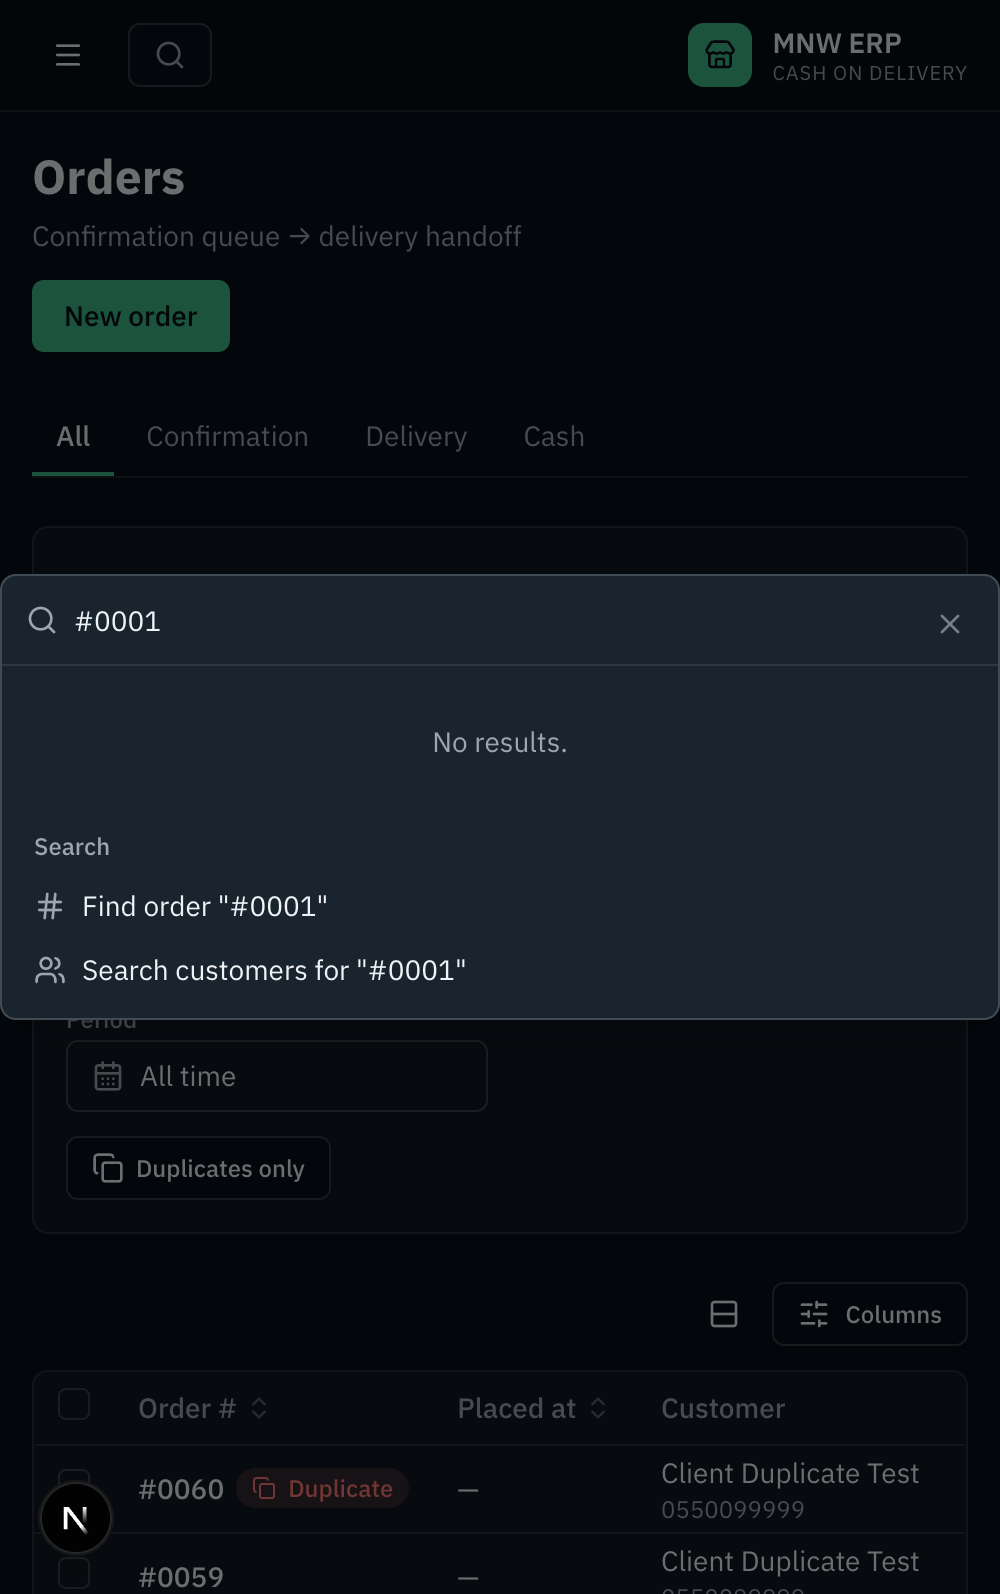 MNW ERP
CASH ON DELIVERY
Orders
Confirmation queue → delivery handoff
New order
All Confirmation Delivery Cash
#0001
No results.
Search
Find order "#0001"
Search customers for "#0001"
Period
All time
Duplicates only
Columns
Order # Placed at Customer
#0060 Duplicate — Client Duplicate Test
0550099999
N
#0059 — Client Duplicate Test